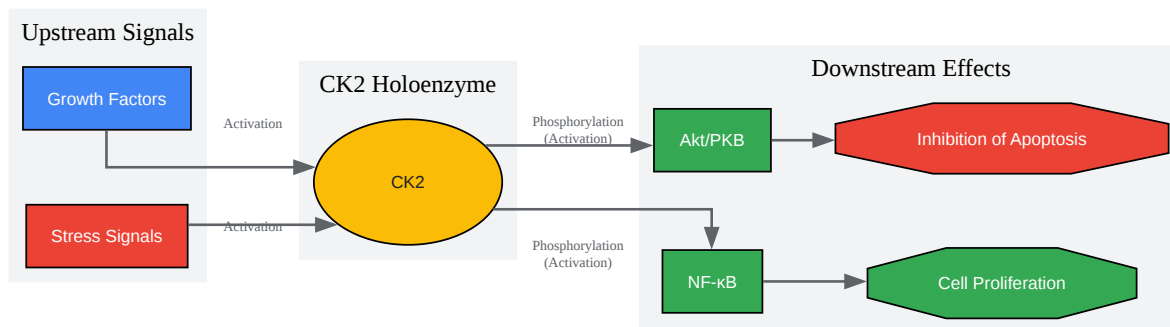 Upstream Signals
Growth Factors
Stress Signals
Activation
Activation
CK2 Holoenzyme
CK2
Phosphorylation
(Activation)
Phosphorylation
(Activation)
Downstream Effects
Akt/PKB
Inhibition of Apoptosis
NF-κB
Cell Proliferation